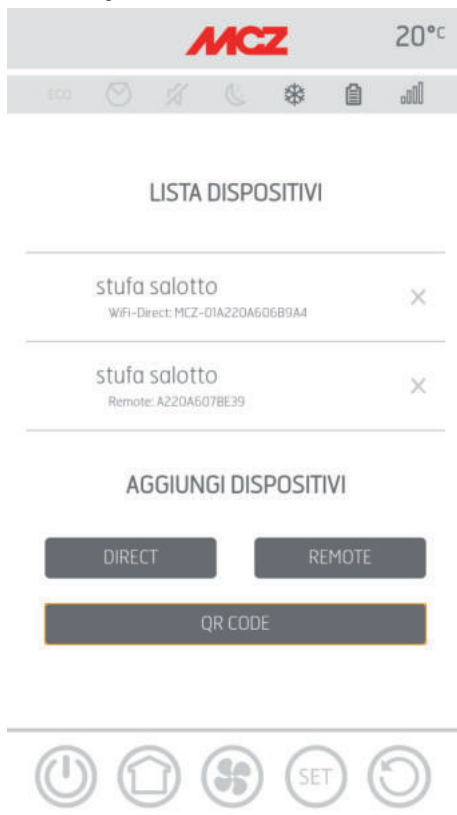 MCZ
20°C
ECO
LISTA DISPOSITIVI
stufa salotto
WiFi-Direct: MCZ-01A220A606B9A4
stufa salotto
Remote: A220A607BE39
AGGIUNGI DISPOSITIVI
DIRECT REMOTE
QR CODE
SET